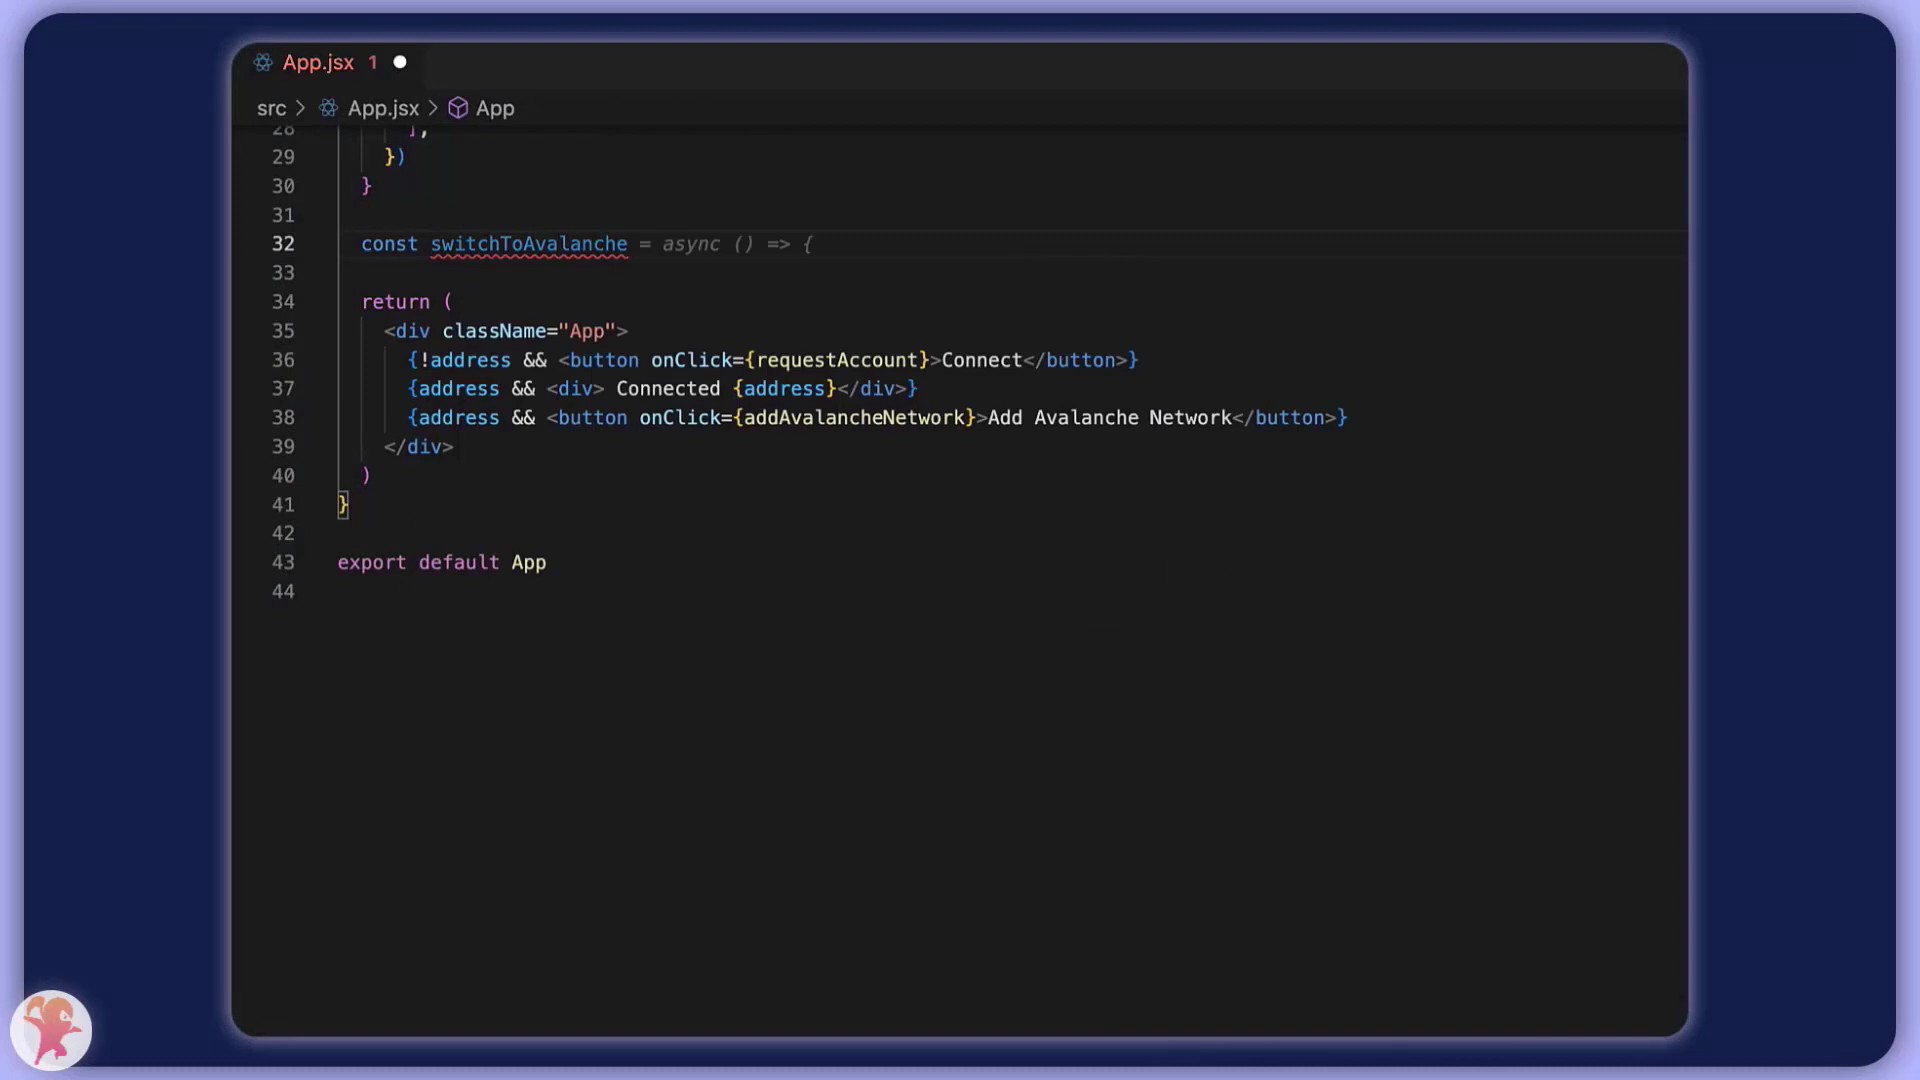 App.jsx 1
src > App.jsx > App
28 ],
29 })
30 }
31
32 const switchToAvalanche = async () => {
33
34 return (
35 <div className="App">
36 {!address && <button onClick={requestAccount}>Connect</button>}
37 {address && <div> Connected {address}</div>}
38 {address && <button onClick={addAvalancheNetwork}>Add Avalanche Network</button>}
39 </div>
40 )
41 }
42
43 export default App
44